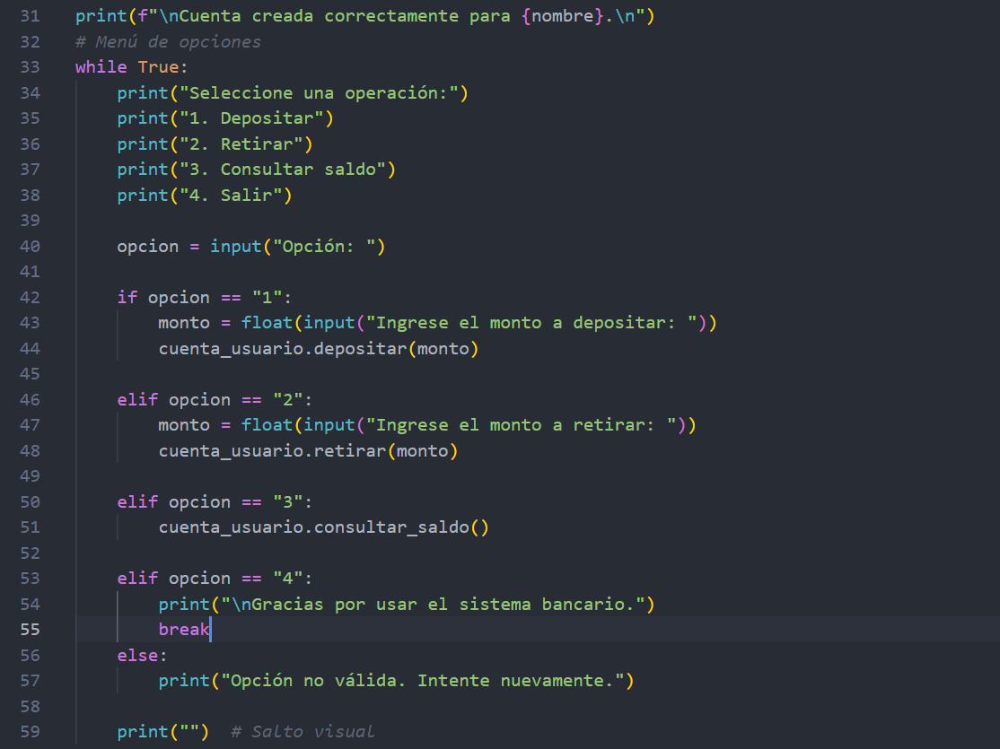 31 print(f"\nCuenta creada correctamente para {nombre}.\n")
32 # Menú de opciones
33 while True:
34     print("Seleccione una operación:")
35     print("1. Depositar")
36     print("2. Retirar")
37     print("3. Consultar saldo")
38     print("4. Salir")
39
40     opcion = input("Opción: ")
41
42     if opcion == "1":
43         monto = float(input("Ingrese el monto a depositar: "))
44         cuenta_usuario.depositar(monto)
45
46     elif opcion == "2":
47         monto = float(input("Ingrese el monto a retirar: "))
48         cuenta_usuario.retirar(monto)
49
50     elif opcion == "3":
51         cuenta_usuario.consultar_saldo()
52
53     elif opcion == "4":
54         print("\nGracias por usar el sistema bancario.")
55         break
56     else:
57         print("Opción no válida. Intente nuevamente.")
58
59     print("")  # Salto visual